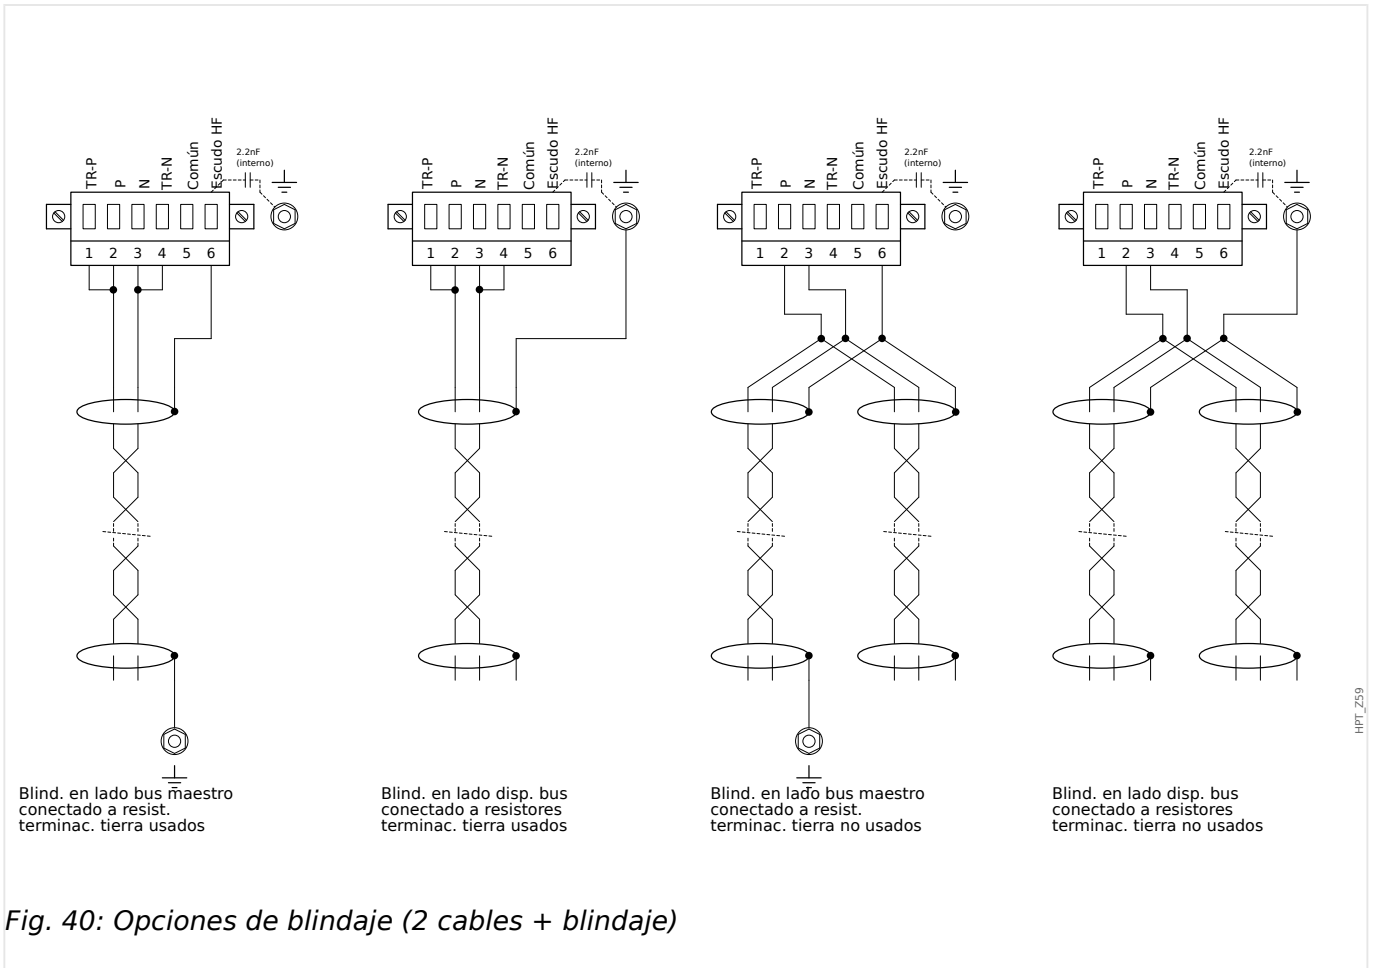 TR-P
P
N
TR-N
Común
Escudo HF
2.2nF
(interno)
1 2 3 4 5 6
Blind. en lado bus maestro
conectado a resist.
terminac. tierra usados
TR-P
P
N
TR-N
Común
Escudo HF
2.2nF
(interno)
1 2 3 4 5 6
Blind. en lado disp. bus
conectado a resistores
terminac. tierra usados
TR-P
P
N
TR-N
Común
Escudo HF
2.2nF
(interno)
1 2 3 4 5 6
Blind. en lado bus maestro
conectado a resist.
terminac. tierra no usados
TR-P
P
N
TR-N
Común
Escudo HF
2.2nF
(interno)
1 2 3 4 5 6
Blind. en lado disp. bus
conectado a resistores
terminac. tierra no usados
HPT_Z59
Fig. 40: Opciones de blindaje (2 cables + blindaje)